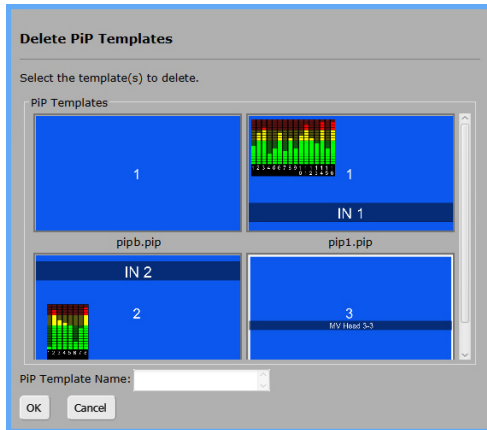 Delete PiP Templates
Select the template(s) to delete.
PiP Templates
1
1
IN 1
pipb.pip
pip1.pip
IN 2
2
3
MV Head 3-3
PiP Template Name:
OK
Cancel